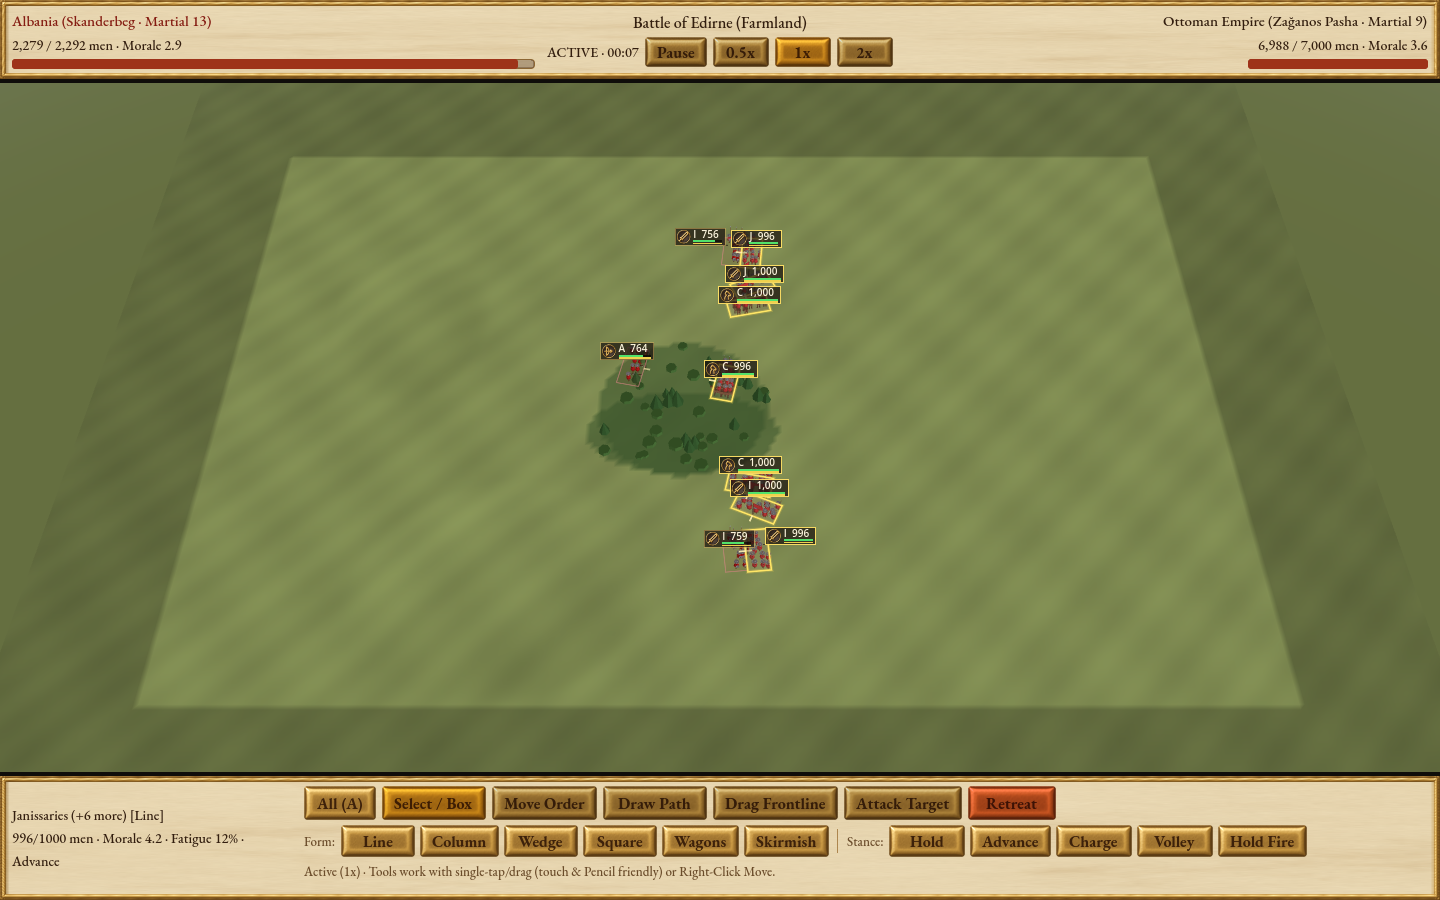 Albania (Skanderbeg · Martial 13)
2,279 / 2,292 men · Morale 2.9
Battle of Edirne (Farmland)
ACTIVE · 00:07
Pause
0.5x
1x
2x
Ottoman Empire (Zağanos Pasha · Martial 9)
6,988 / 7,000 men · Morale 3.6
I 756
J 996
J 1,000
C 1,000
A 764
C 996
C 1,000
I 1,000
I 759
I 996
Janissaries (+6 more) [Line]
996/1000 men · Morale 4.2 · Fatigue 12% ·
Advance
All (A)
Select / Box
Move Order
Draw Path
Drag Frontline
Attack Target
Retreat
Form:
Line
Column
Wedge
Square
Wagons
Skirmish
Stance:
Hold
Advance
Charge
Volley
Hold Fire
Active (1x) · Tools work with single-tap/drag (touch & Pencil friendly) or Right-Click Move.